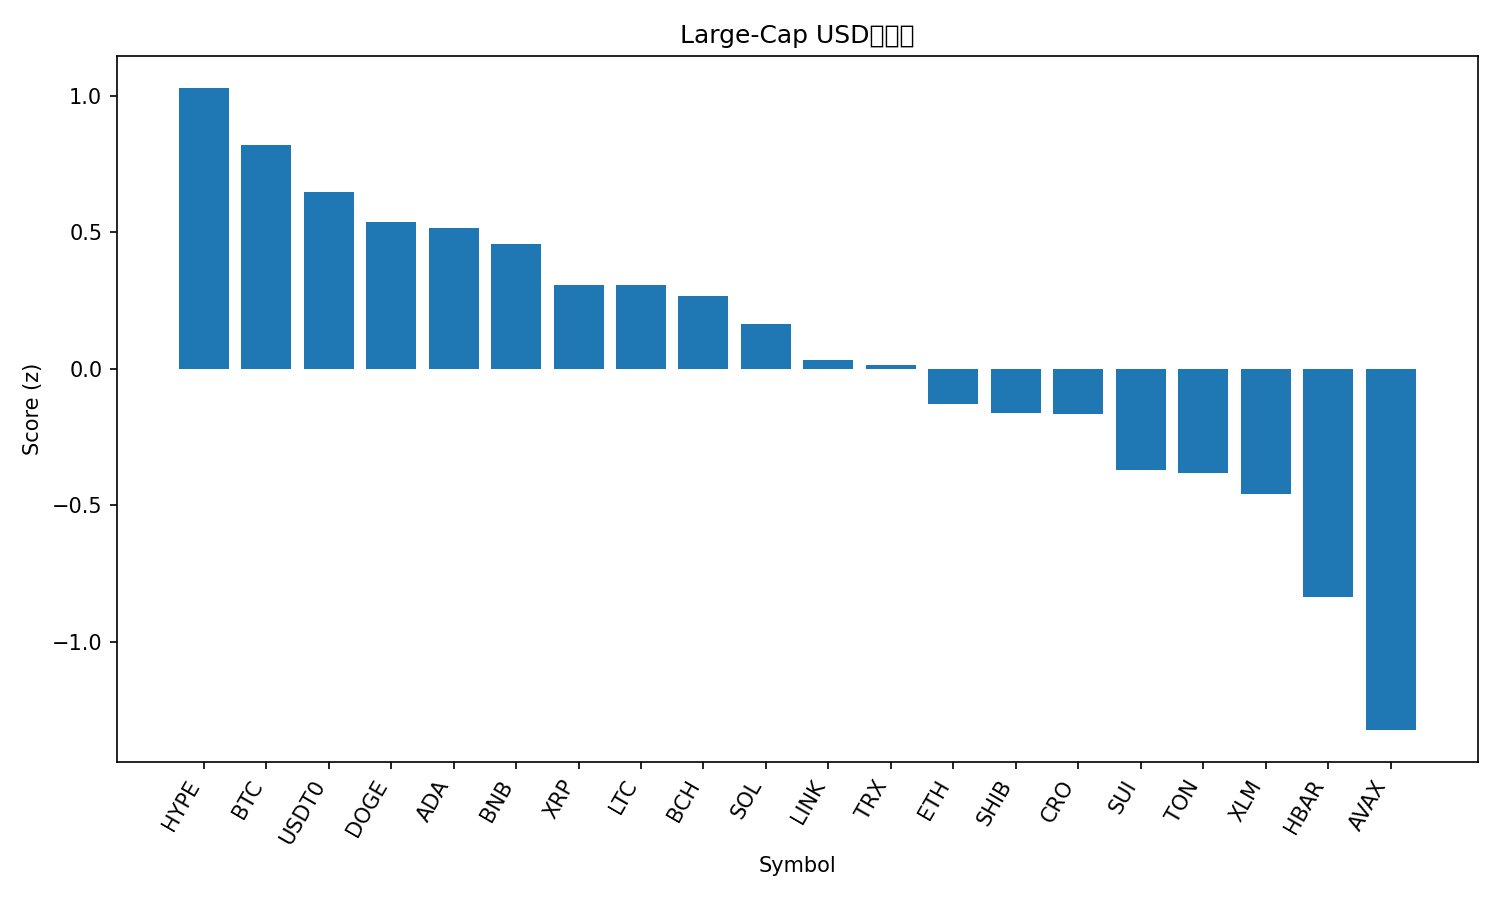 Large-Cap USD
Score (z)
1.0
0.5
0.0
−0.5
−1.0
HYPE
BTC
USDT0
DOGE
ADA
BNB
XRP
LTC
BCH
SOL
LINK
TRX
ETH
SHIB
CRO
SUI
TON
XLM
HBAR
AVAX
Symbol